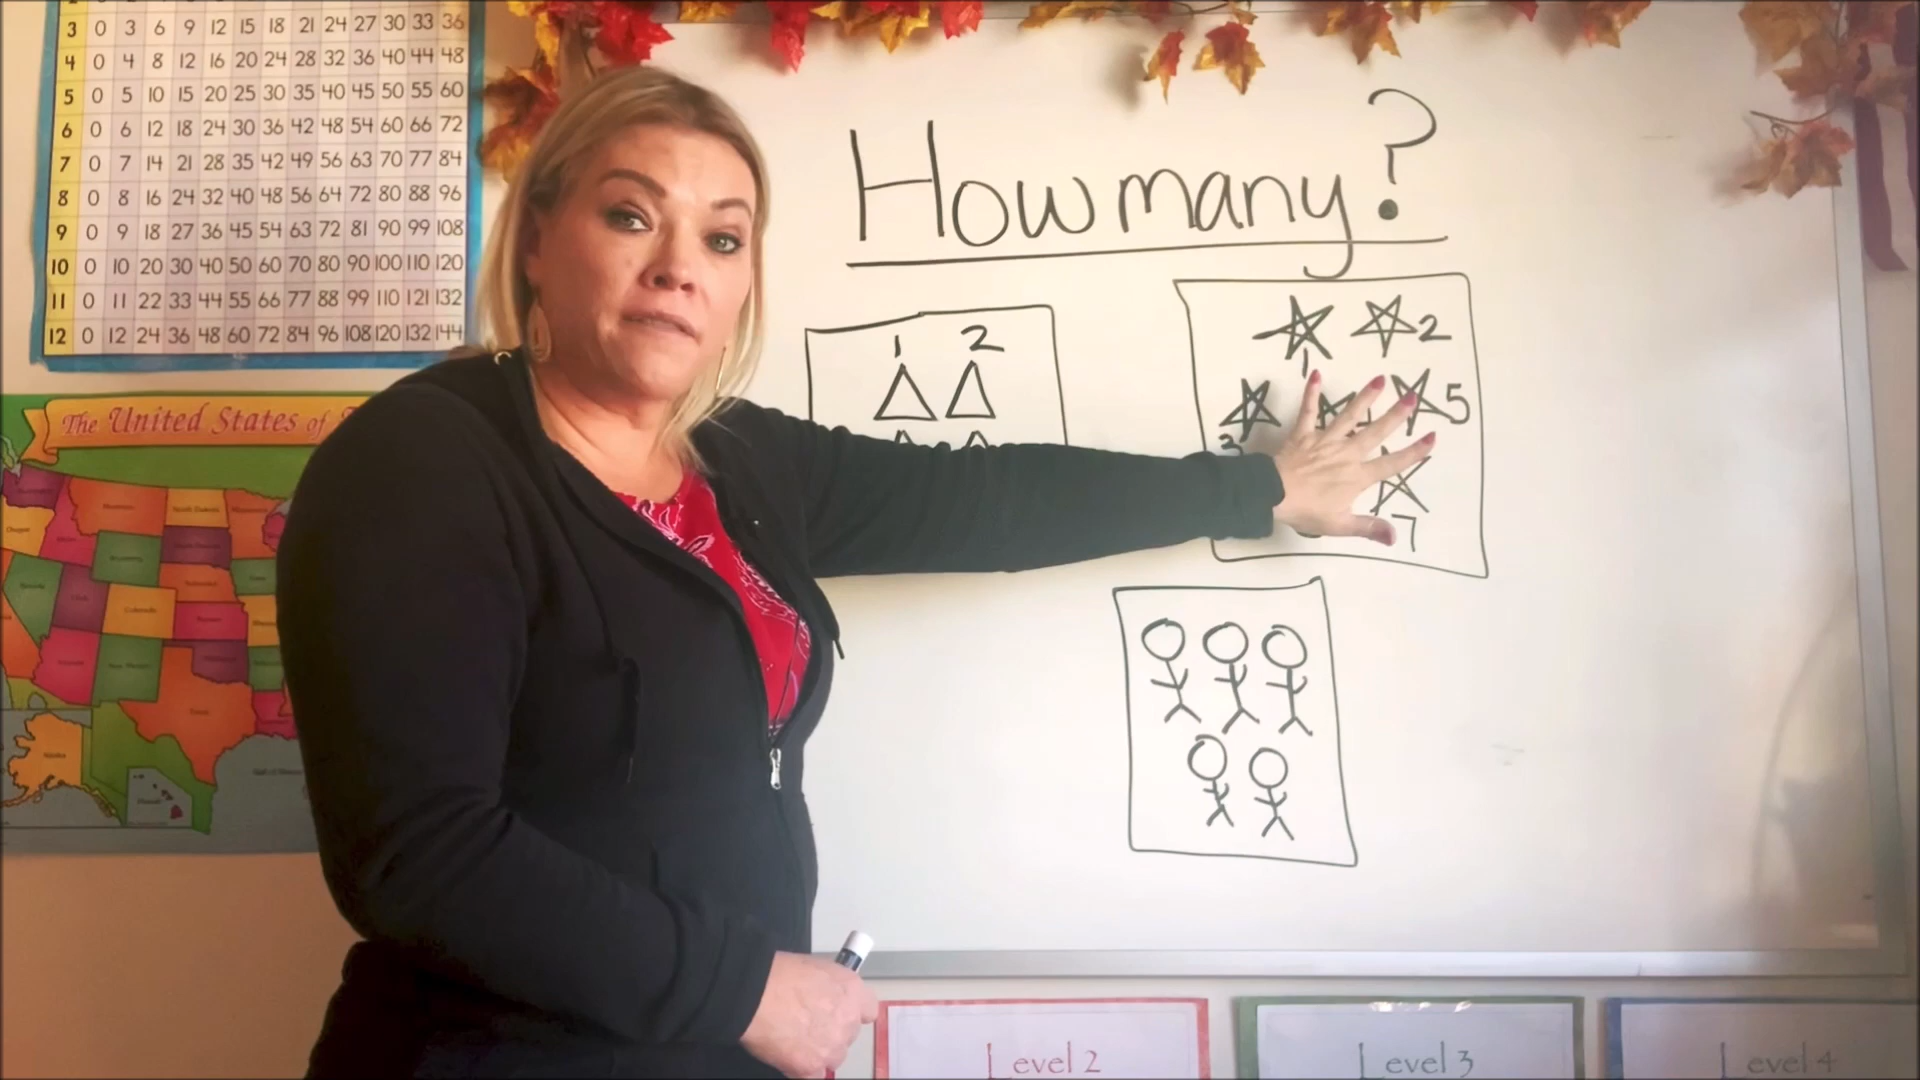 3 0 3 6 9 12 15 18 21 24 27 30 33 36
4 0 4 8 12 16 20 24 28 32 36 40 44 48
5 0 5 10 15 20 25 30 35 40 45 50 55 60
6 0 6 12 18 24 30 36 42 48 54 60 66 72
7 0 7 14 21 28 35 42 49 56 63 70 77 84
8 0 8 16 24 32 40 48 56 64 72 80 88 96
9 0 9 18 27 36 45 54 63 72 81 90 99 108
10 0 10 20 30 40 50 60 70 80 90 100 110 120
11 0 11 22 33 44 55 66 77 88 99 110 121 132
12 0 12 24 36 48 60 72 84 96 108 120 132 144
The United States of
How many?
1 2
1 2
5
7
Level 2
Level 3
Level 4